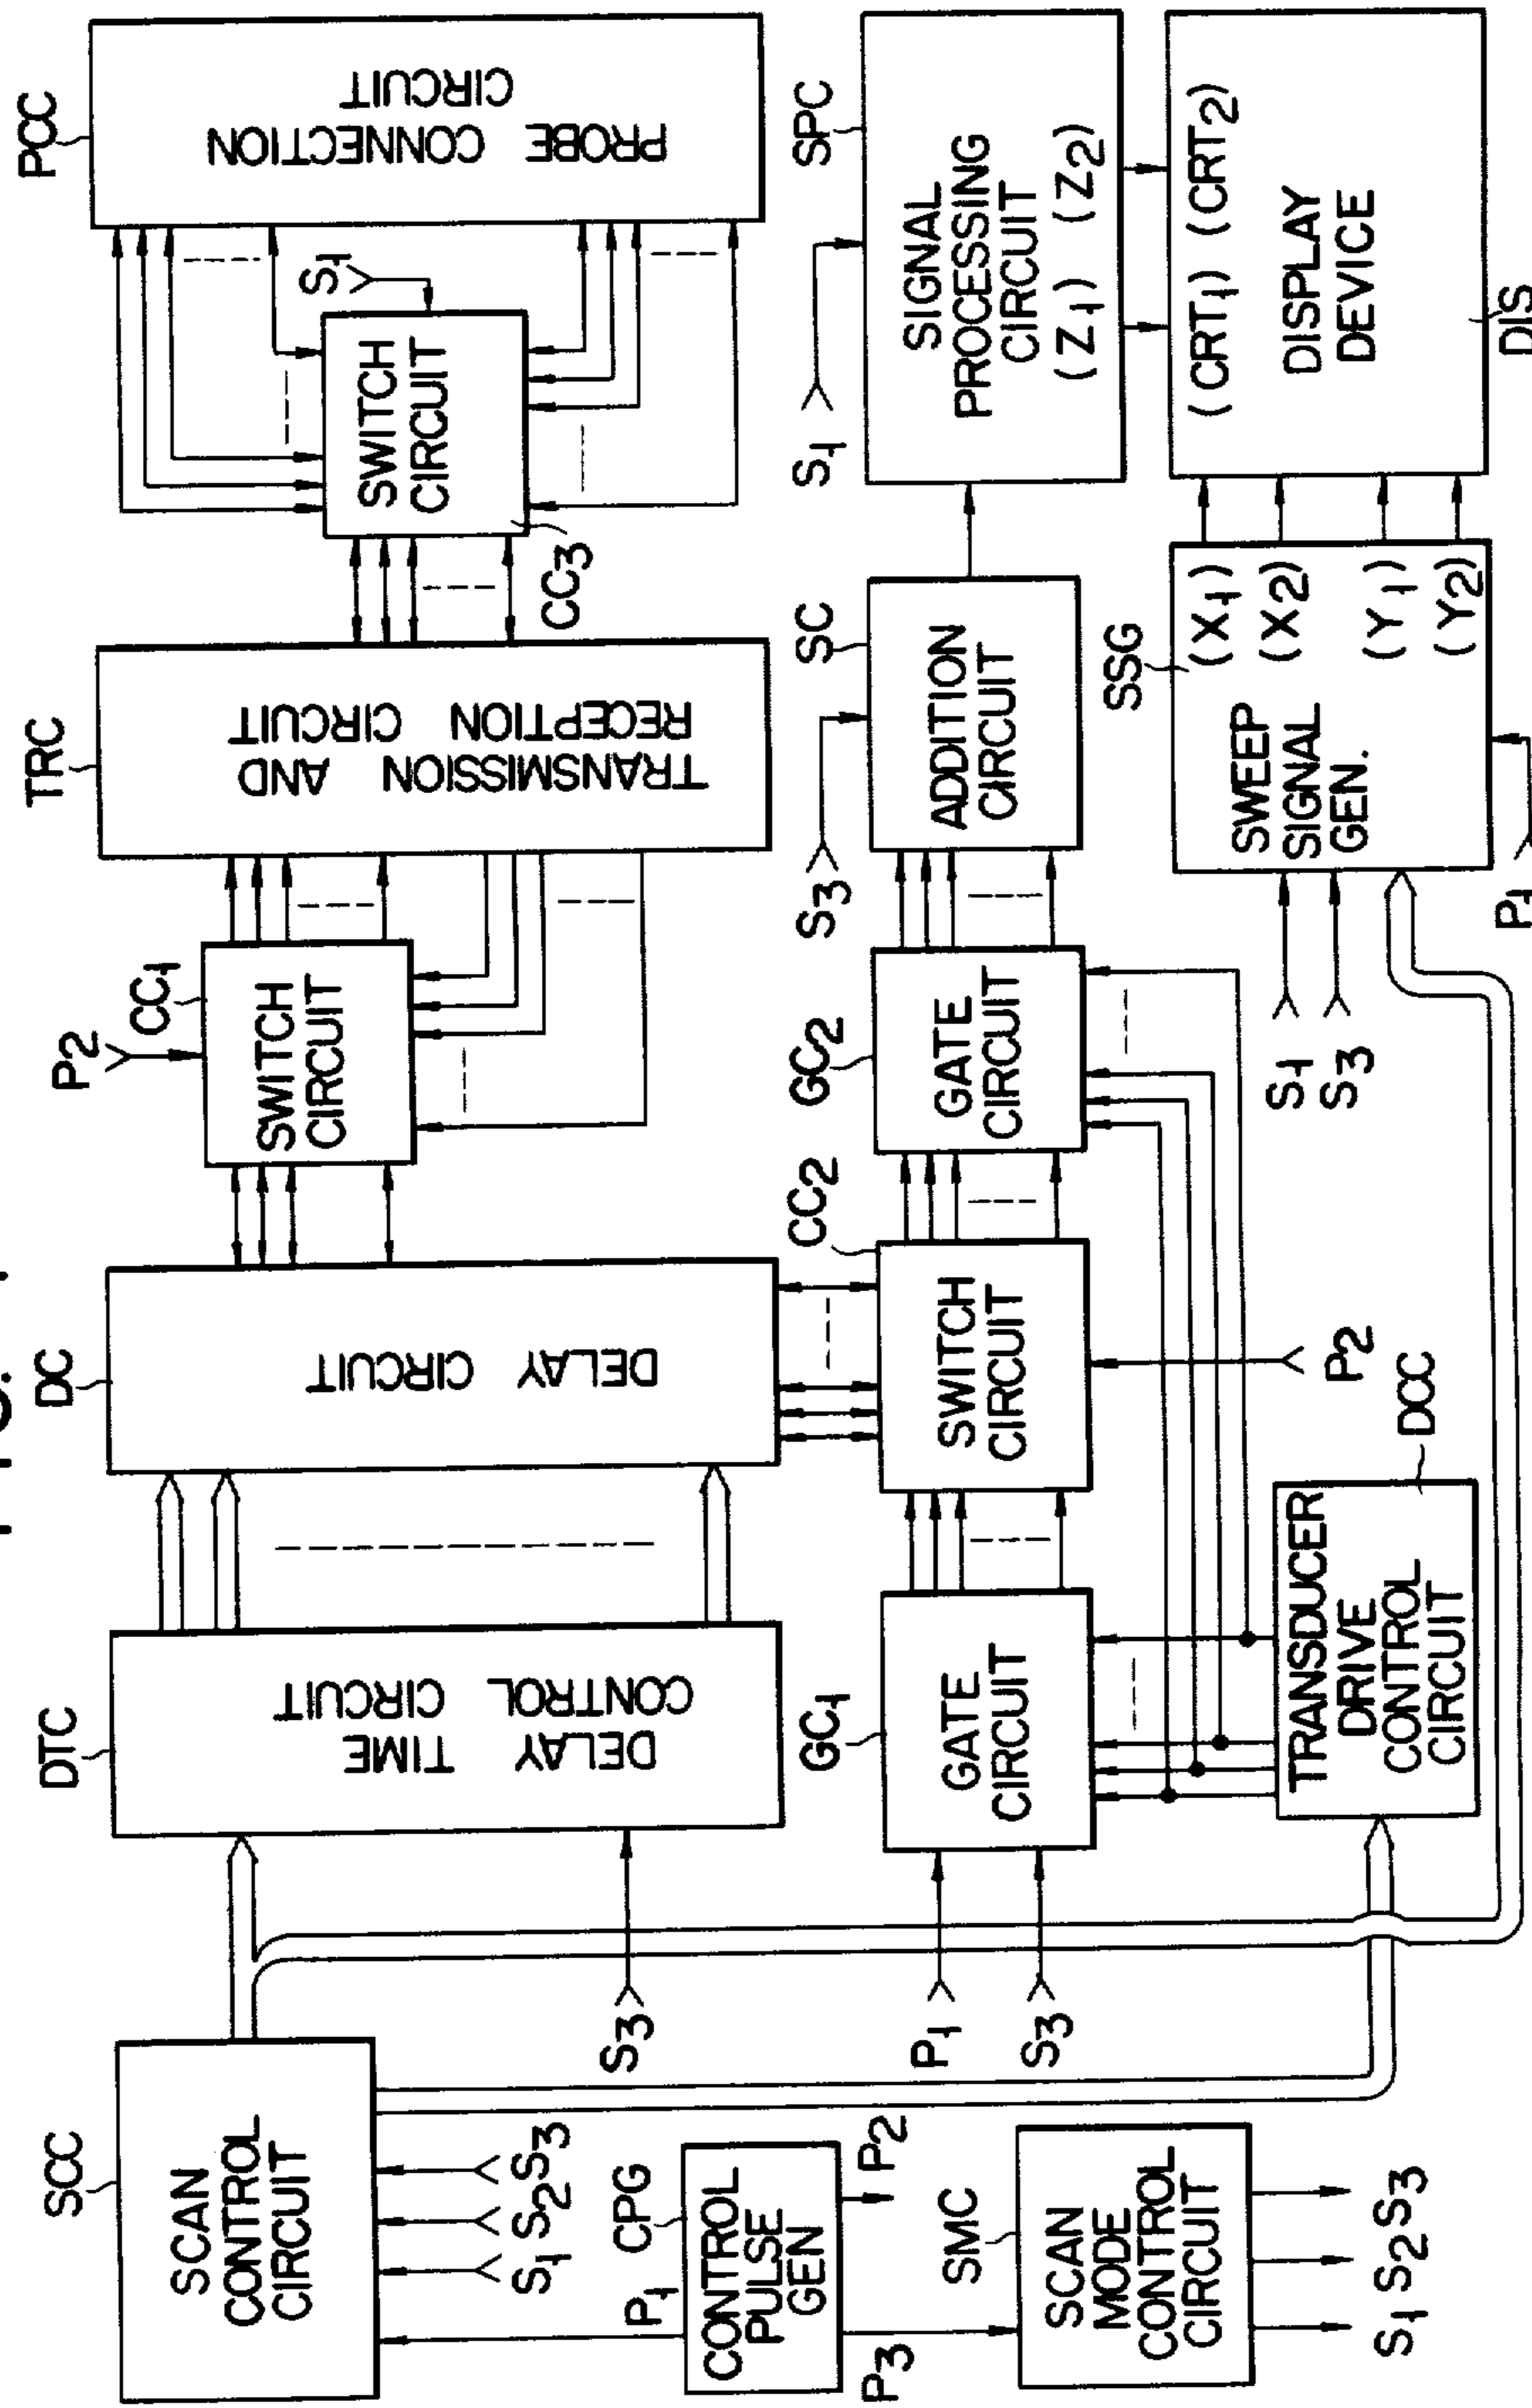 SCC
SCAN
CONTROL
CIRCUIT
S1 S2 S3
P1
CPG
CONTROL
PULSE
GEN
P2
P3
SMC
SCAN
MODE
CONTROL
CIRCUIT
S1 S2 S3
DTC
DELAY TIME
CONTROL CIRCUIT
S3
DC
DELAY CIRCUIT
P2
CC1
SWITCH
CIRCUIT
TRC
TRANSMISSION AND
RECEPTION CIRCUIT
CC3
SWITCH
CIRCUIT
S1
PCC
PROBE CONNECTION
CIRCUIT
P1
S3
GC1
GATE
CIRCUIT
CC2
SWITCH
CIRCUIT
P2
GC2
GATE
CIRCUIT
S3
SC
ADDITION
CIRCUIT
S1
SPC
SIGNAL
PROCESSING
CIRCUIT
(Z1) (Z2)
DCC
TRANSDUCER
DRIVE
CONTROL
CIRCUIT
S1
S3
SSG
SWEEP
SIGNAL
GEN.
(X1)
(X2)
(Y1)
(Y2)
P1
(CRT1) (CRT2)
DISPLAY
DEVICE
DIS